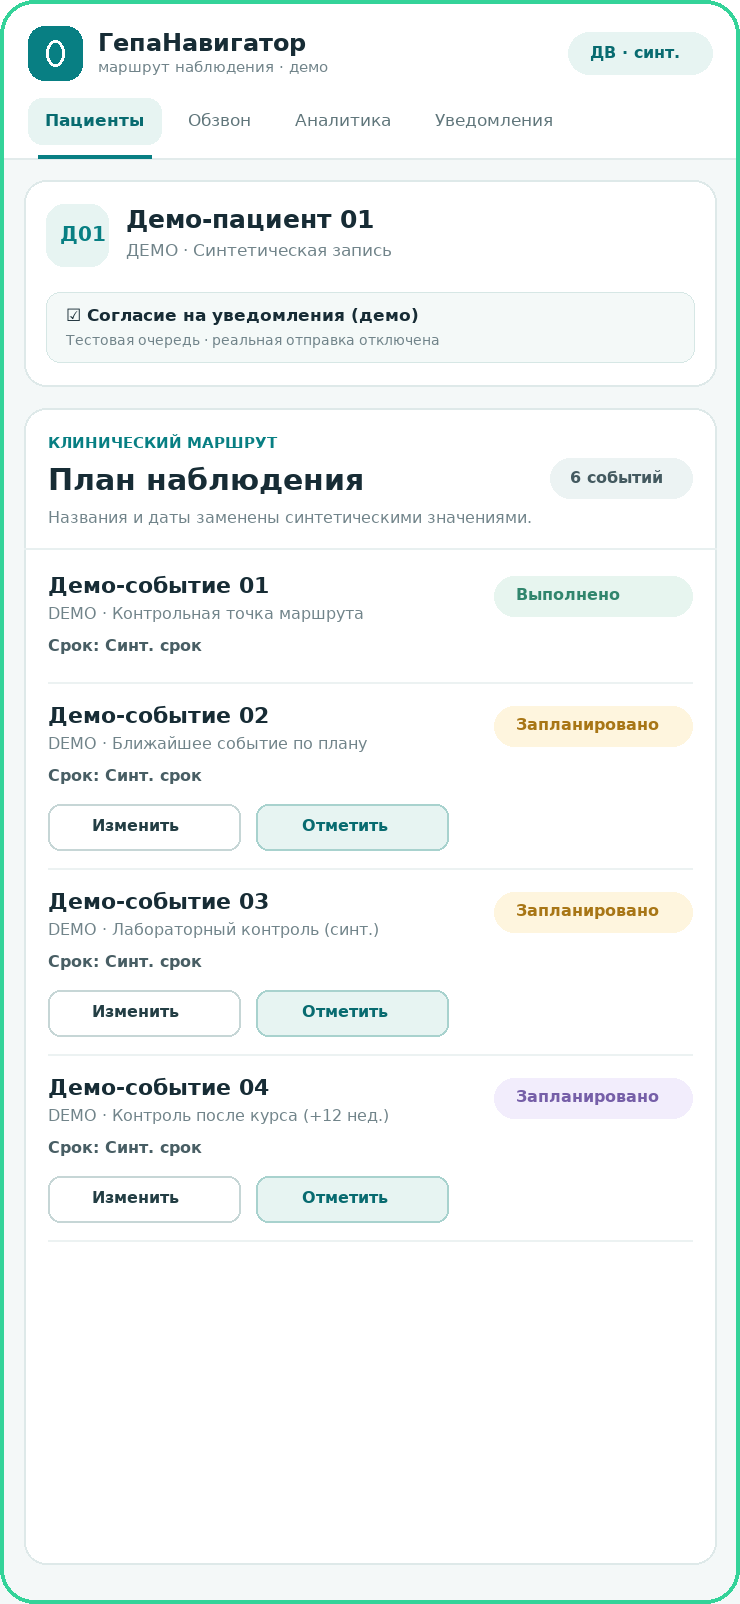 ГепаНавигатор
маршрут наблюдения · демо
ДВ · синт.
Пациенты
Обзвон
Аналитика
Уведомления
Д01
Демо-пациент 01
ДЕМО · Синтетическая запись
☑ Согласие на уведомления (демо)
Тестовая очередь · реальная отправка отключена
КЛИНИЧЕСКИЙ МАРШРУТ
План наблюдения
6 событий
Названия и даты заменены синтетическими значениями.
Демо-событие 01
Выполнено
DEMO · Контрольная точка маршрута
Срок: Синт. срок
Демо-событие 02
Запланировано
DEMO · Ближайшее событие по плану
Срок: Синт. срок
Изменить
Отметить
Демо-событие 03
Запланировано
DEMO · Лабораторный контроль (синт.)
Срок: Синт. срок
Изменить
Отметить
Демо-событие 04
Запланировано
DEMO · Контроль после курса (+12 нед.)
Срок: Синт. срок
Изменить
Отметить